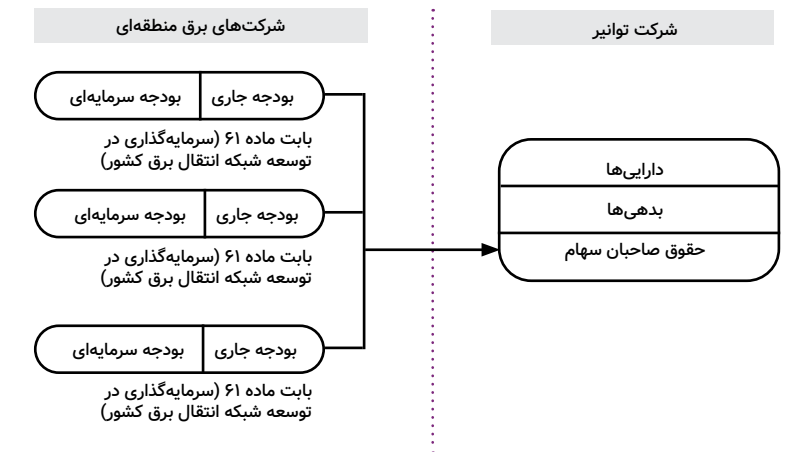 شرکت توانیر
دارایی‌ها
بدهی‌ها
حقوق صاحبان سهام
شرکت‌های برق منطقه‌ای
بودجه جاری
بودجه سرمایه‌ای
بابت ماده ۶۱ (سرمایه‌گذاری در
توسعه شبکه انتقال برق کشور)
بودجه جاری
بودجه سرمایه‌ای
بابت ماده ۶۱ (سرمایه‌گذاری در
توسعه شبکه انتقال برق کشور)
بودجه جاری
بودجه سرمایه‌ای
بابت ماده ۶۱ (سرمایه‌گذاری در
توسعه شبکه انتقال برق کشور)